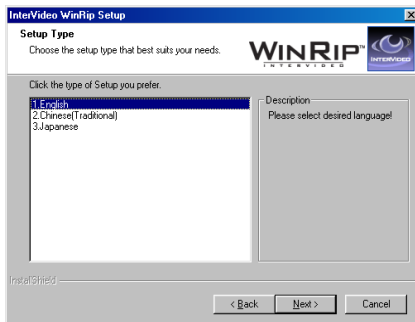 InterVideo WinRip Setup
Setup Type
Choose the setup type that best suits your needs.
WINRIP™
INTERVIDEO
INTERVIDEO
Click the type of Setup you prefer.
1.English
2.Chinese(Traditional)
3.Japanese
Description
Please select desired language!
InstallShield
< Back
Next >
Cancel